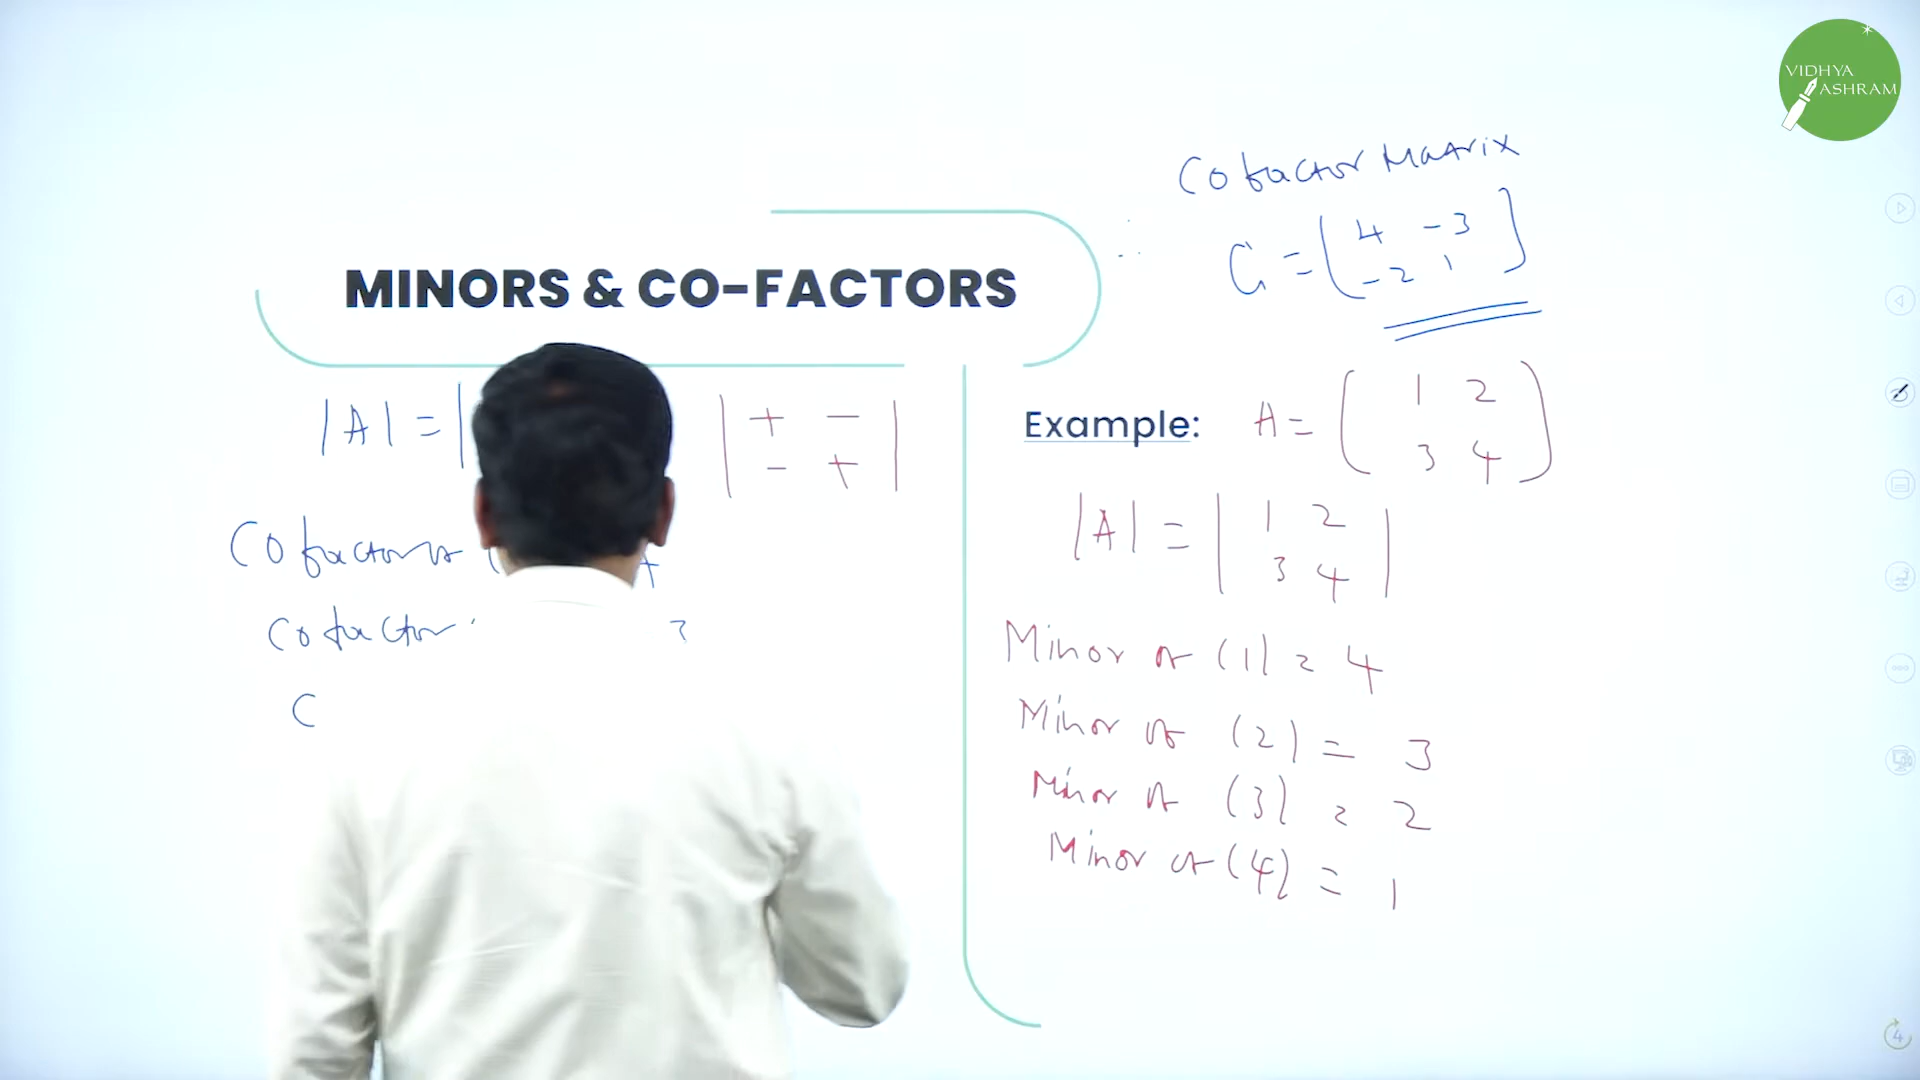 VIDHYA
ASHRAM
Cofactor Matrix
C = ( 4 -3
-2 1 )
MINORS & CO-FACTORS
|A| = |
| + - |
| - + |
Cofactor of (
Cofactor
C
Example: A = ( 1 2
3 4 )
|A| = | 1 2
3 4 |
Minor of (1) = 4
Minor of (2) = 3
Minor of (3) = 2
Minor of (4) = 1
4